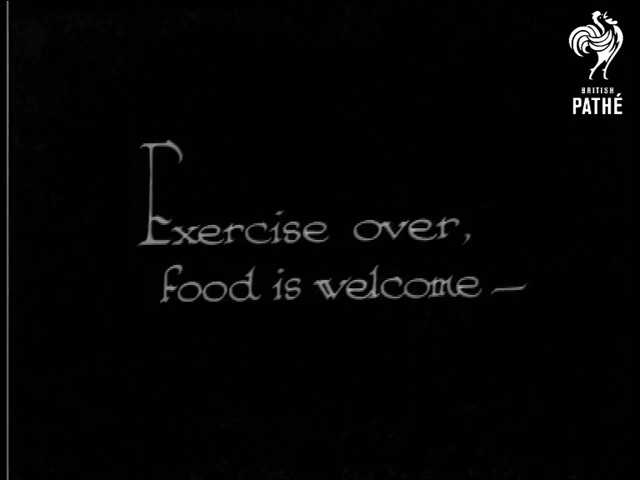 BRITISH
PATHÉ
Exercise over,
food is welcome —